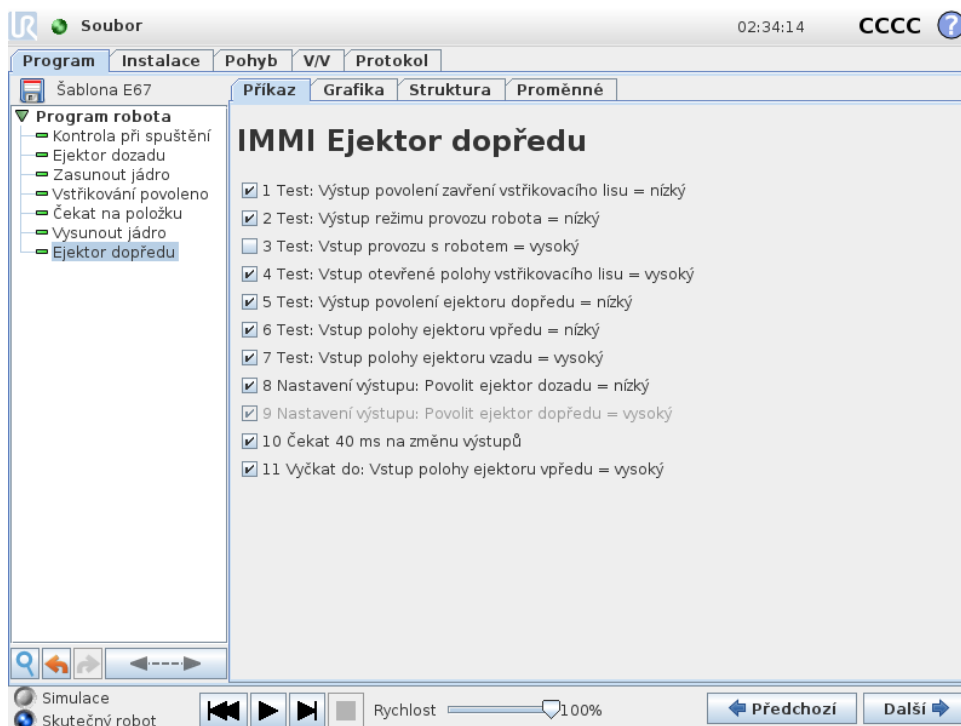 UR Soubor 02:34:14 CCCC ?
Program Instalace Pohyb V/V Protokol
Šablona E67
Příkaz Grafika Struktura Proměnné
Program robota
Kontrola při spuštění
Ejektor dozadu
Zasunout jádro
Vstřikování povoleno
Čekat na položku
Vysunout jádro
Ejektor dopředu
IMMI Ejektor dopředu
1 Test: Výstup povolení zavření vstřikovacího lisu = nízký
2 Test: Výstup režimu provozu robota = nízký
3 Test: Vstup provozu s robotem = vysoký
4 Test: Vstup otevřené polohy vstřikovacího lisu = vysoký
5 Test: Výstup povolení ejektoru dopředu = nízký
6 Test: Vstup polohy ejektoru vpředu = nízký
7 Test: Vstup polohy ejektoru vzadu = vysoký
8 Nastavení výstupu: Povolit ejektor dozadu = nízký
9 Nastavení výstupu: Povolit ejektor dopředu = vysoký
10 Čekat 40 ms na změnu výstupů
11 Vyčkat do: Vstup polohy ejektoru vpředu = vysoký
Simulace
Skutečný robot
Rychlost 100%
Předchozí Další